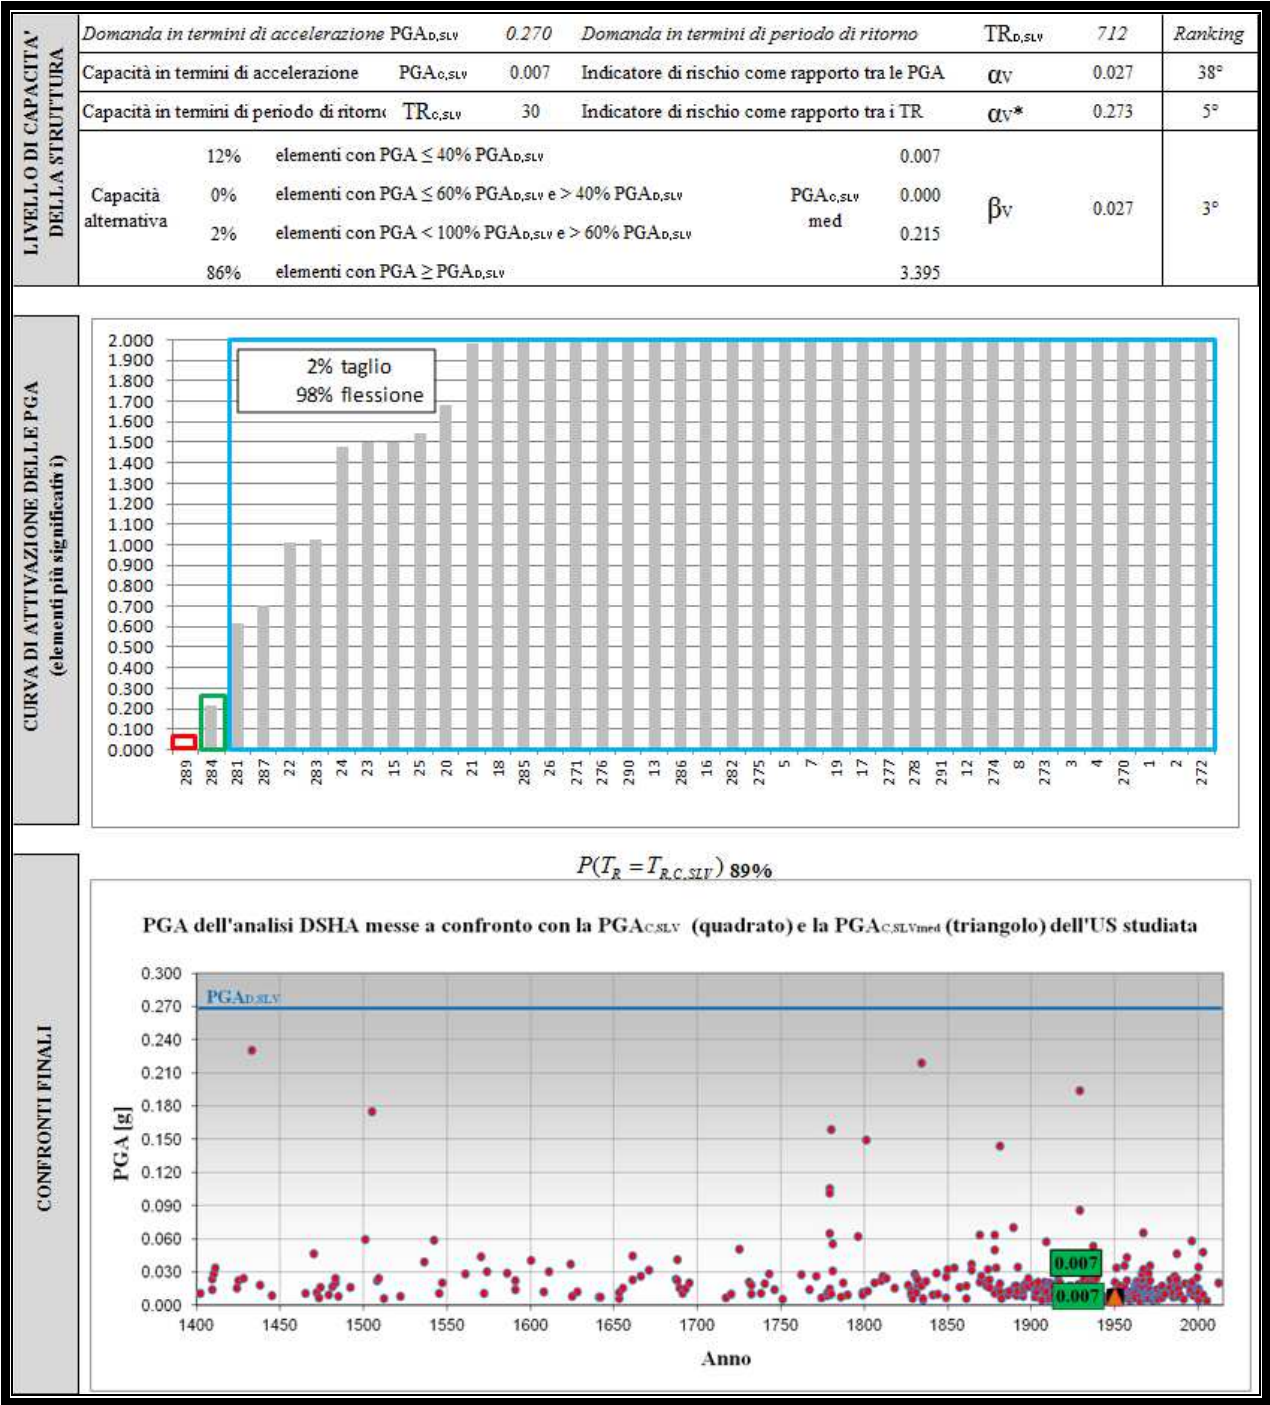 LIVELLO DI CAPACITA'
DELLA STRUTTURA
Domanda in termini di accelerazione PGAD,SLV 0.270 Domanda in termini di periodo di ritorno TRD,SLV 712 Ranking
Capacità in termini di accelerazione PGAC,SLV 0.007 Indicatore di rischio come rapporto tra le PGA αV 0.027 38°
Capacità in termini di periodo di ritorno TRC,SLV 30 Indicatore di rischio come rapporto tra i TR αV* 0.273 5°
Capacità
alternativa
12% elementi con PGA ≤ 40% PGAD,SLV 0.007
0% elementi con PGA ≤ 60% PGAD,SLV e > 40% PGAD,SLV 0.000
2% elementi con PGA < 100% PGAD,SLV e > 60% PGAD,SLV 0.215
86% elementi con PGA ≥ PGAD,SLV 3.395
PGAC,SLV
med
βV 0.027 3°
CURVA DI ATTIVAZIONE DELLE PGA
(elementi più significativi)
2.000
1.900
1.800
1.700
1.600
1.500
1.400
1.300
1.200
1.100
1.000
0.900
0.800
0.700
0.600
0.500
0.400
0.300
0.200
0.100
0.000
2% taglio
98% flessione
289 284 281 287 22 283 24 23 15 25 20 21 18 285 26 271 276 290 13 286 16 282 275 5 7 19 17 277 278 291 12 274 8 273 3 4 270 1 2 272
CONFRONTI FINALI
P(TR = TR,C,SLV) 89%
PGA dell'analisi DSHA messe a confronto con la PGAC,SLV (quadrato) e la PGAC,SLVmed (triangolo) dell'US studiata
PGA [g]
0.300
0.270
0.240
0.210
0.180
0.150
0.120
0.090
0.060
0.030
0.000
PGAD,SLV
0.007
0.007
1400 1450 1500 1550 1600 1650 1700 1750 1800 1850 1900 1950 2000
Anno